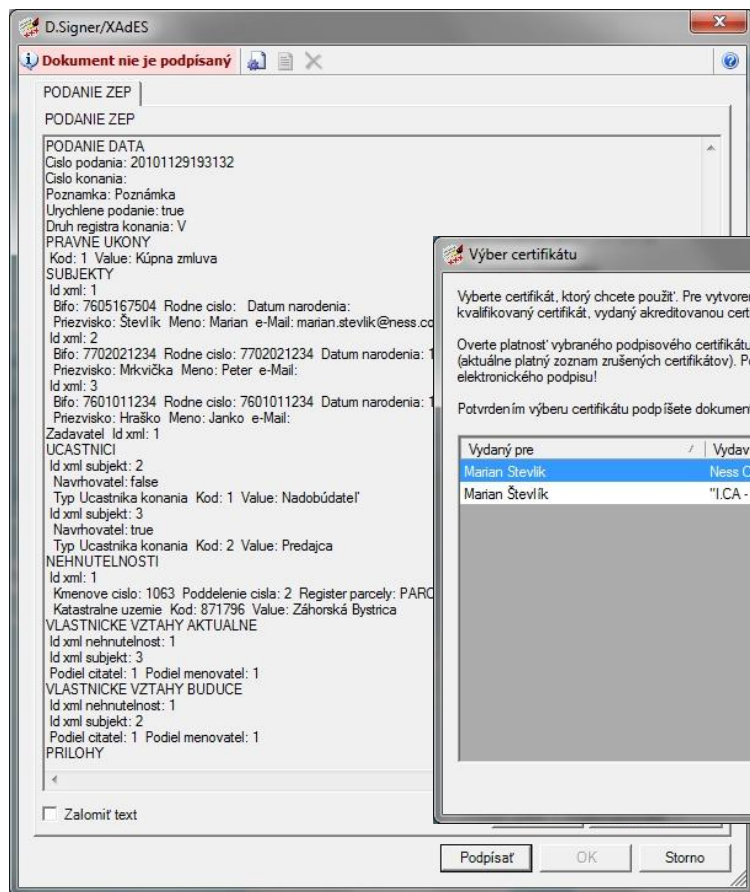 D.Signer/XAdES
Dokument nie je podpísaný
PODANIE ZEP
PODANIE ZEP
PODANIE DATA
Cislo podania: 20101129193132
Cislo konania:
Poznamka: Poznámka
Urychlene podanie: true
Druh registra konania: V
PRAVNE UKONY
Kod: 1 Value: Kúpna zmluva
SUBJEKTY
Id xml: 1
Bifo: 7605167504 Rodne cislo: Datum narodenia:
Priezvisko: Števlík Meno: Marian e-Mail: marian.stevlik@ness.co
Id xml: 2
Bifo: 7702021234 Rodne cislo: 7702021234 Datum narodenia: 1
Priezvisko: Mrkvička Meno: Peter e-Mail:
Id xml: 3
Bifo: 7601011234 Rodne cislo: 7601011234 Datum narodenia: 1
Priezvisko: Hraško Meno: Janko e-Mail:
Zadavatel Id xml: 1
UCASTNICI
Id xml subjekt: 2
Navrhovatel: false
Typ Ucastnika konania Kod: 1 Value: Nadobúdateľ
Id xml subjekt: 3
Navrhovatel: true
Typ Ucastnika konania Kod: 2 Value: Predajca
NEHNUTELNOSTI
Id xml: 1
Kmenove cislo: 1063 Poddelenie cisla: 2 Register parcely: PARC
Katastralne uzemie Kod: 871796 Value: Záhorská Bystrica
VLASTNICKE VZTAHY AKTUALNE
Id xml nehnutelnost: 1
Id xml subjekt: 3
Podiel citatel: 1 Podiel menovatel: 1
VLASTNICKE VZTAHY BUDUCE
Id xml nehnutelnost: 1
Id xml subjekt: 2
Podiel citatel: 1 Podiel menovatel: 1
PRILOHY
Zalomiť text
Podpísať OK Storno
Výber certifikátu
Vyberte certifikát, ktorý chcete použiť. Pre vytvoren
kvalifikovaný certifikát, vydaný akreditovanou cert
Overte platnosť vybraného podpisového certifikátu
(aktuálne platný zoznam zrušených certifikátov). Po
elektronického podpisu!
Potvrdením výberu certifikátu podpíšete dokumen
Vydaný pre Vydav
Marian Stevlik Ness C
Marian Števlík "I.CA -